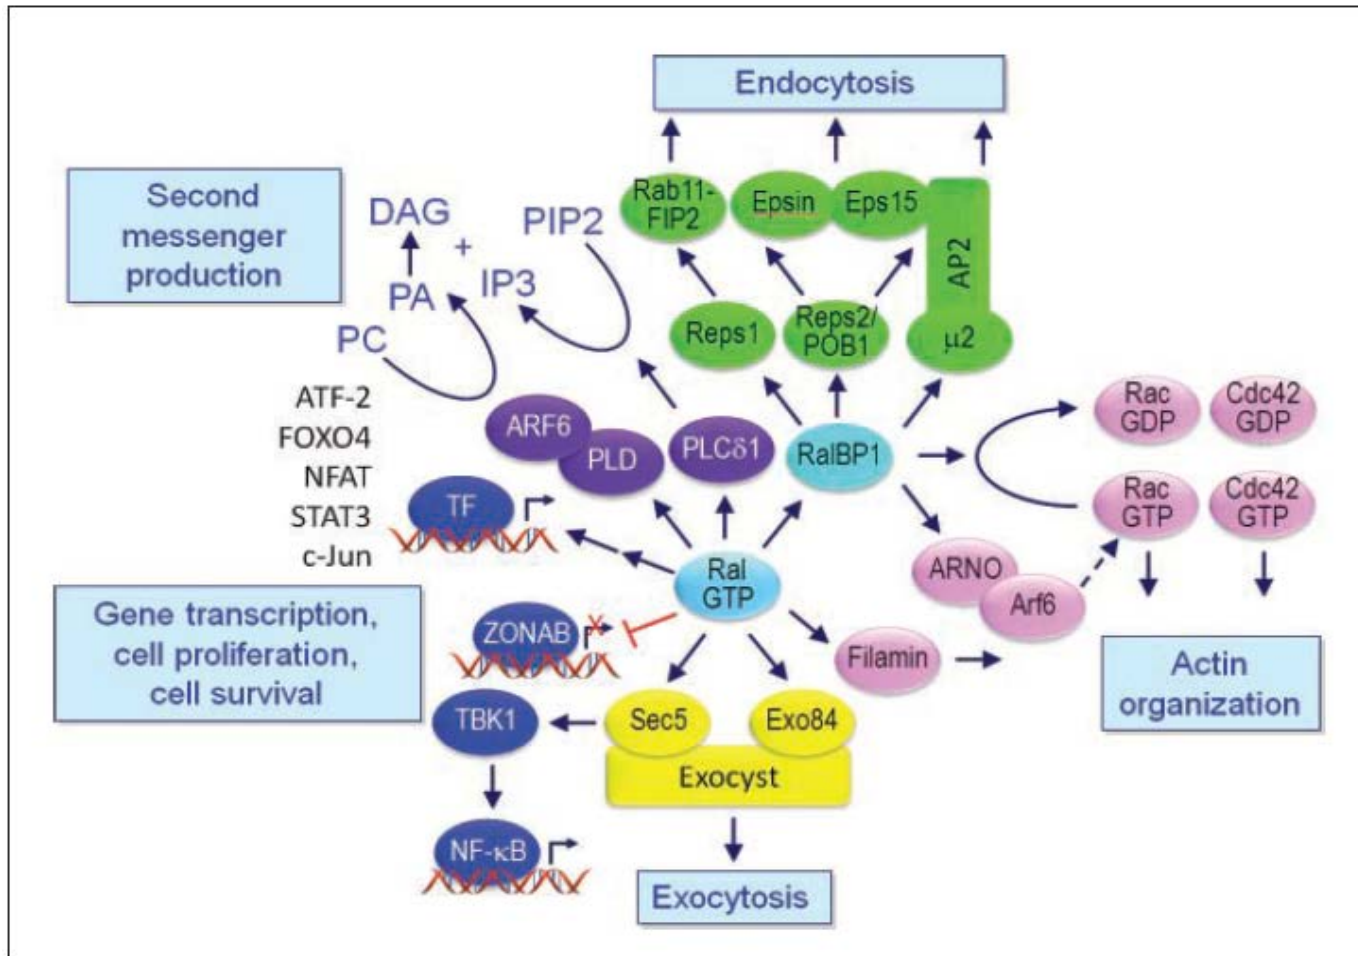 Endocytosis
Second
messenger
production
DAG
+
PIP2
PA
IP3
PC
Rab11-
FIP2
Epsin
Eps15
AP2
Reps1
Reps2/
POB1
μ2
ATF-2
FOXO4
NFAT
STAT3
c-Jun
ARF6
PLD
PLCδ1
RalBP1
Rac
GDP
Cdc42
GDP
Rac
GTP
Cdc42
GTP
TF
Ral
GTP
ARNO
Arf6
Gene transcription,
cell proliferation,
cell survival
ZONAB
X
Filamin
Actin
organization
TBK1
Sec5
Exo84
Exocyst
NF-κB
Exocytosis